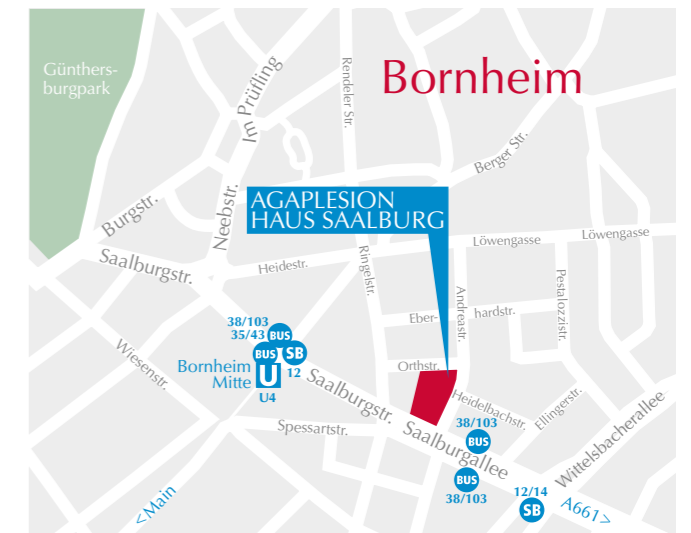 Günthers-
burgpark
Im Prüfling
Rendeler Str.
Bornheim
Berger Str.
Burgstr.
Neebstr.
AGAPLESION
HAUS SAALBURG
Löwengasse
Löwengasse
Saalburgstr.
Heidestr.
Ringelstr.
Andreastr.
Pestalozzistr.
Eber-
hardstr.
38/103
35/43 BUS
BUS SB
12
Bornheim
Mitte
U
U4
Wiesenstr.
Orthstr.
Saalburgstr.
Heidelbachstr.
Ellingerstr.
Spessartstr.
Saalburgallee
38/103
BUS
Wittelsbacherallee
BUS
38/103
12/14
SB
<Main
A661>